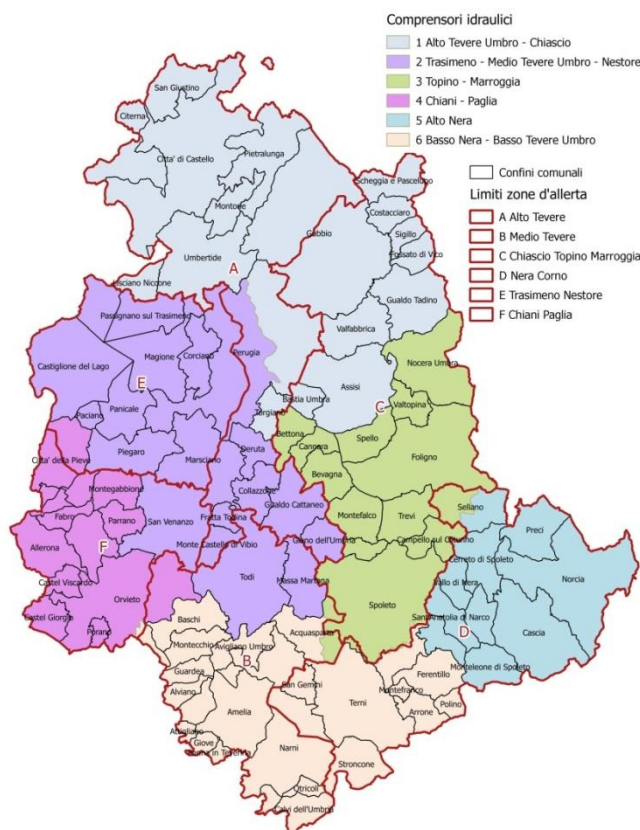 Comprensori idraulici
1 Alto Tevere Umbro - Chiascio
2 Trasimeno - Medio Tevere Umbro - Nestore
3 Topino - Marroggia
4 Chiani - Paglia
5 Alto Nera
6 Basso Nera - Basso Tevere Umbro
Confini comunali
Limiti zone d'allerta
A Alto Tevere
B Medio Tevere
C Chiascio Topino Marroggia
D Nera Corno
E Trasimeno Nestore
F Chiani Paglia
San Giustino
Citerna
Citta' di Castello
Pietralunga
Scheggia e Pascelupo
Montone
Costacciaro
Gubbio
Sigillo
Umbertide
Fossato di Vico
A
Lisciano Niccone
Gualdo Tadino
Passignano sul Trasimeno
Valfabbrica
Magione
Corciano
Perugia
Nocera Umbra
Castiglione del Lago
Assisi
E
Bastia Umbra
C
Paciano
Panicale
Torgiano
Valtopina
Bettona
Spello
Citta' della Pieve
Piegaro
Marsciano
Deruta
Cannara
Foligno
Bevagna
Montegabbione
Collazzone
Gualdo Cattaneo
Sellano
Fabro
Parrano
San Venanzo
Fratta Todina
Montefalco
Trevi
Preci
Allerona
F
Monte Castello di Vibio
Giano dell'Umbria
Campello sul Clitunno
Cerreto di Spoleto
Castel Viscardo
Todi
Massa Martana
Vallo di Nera
Norcia
Orvieto
Spoleto
Castel Giorgio
Porano
Baschi
Sant'Anatolia di Narco
D
Cascia
Montecchio
Avigliano Umbro
Acquasparta
B
Guardea
Monteleone di Spoleto
Alviano
San Gemini
Ferentillo
Montefranco
Amelia
Terni
Arrone
Polino
Attigliano
Giove
Penna in Teverina
Narni
Stroncone
Otricoli
Calvi dell'Umbria